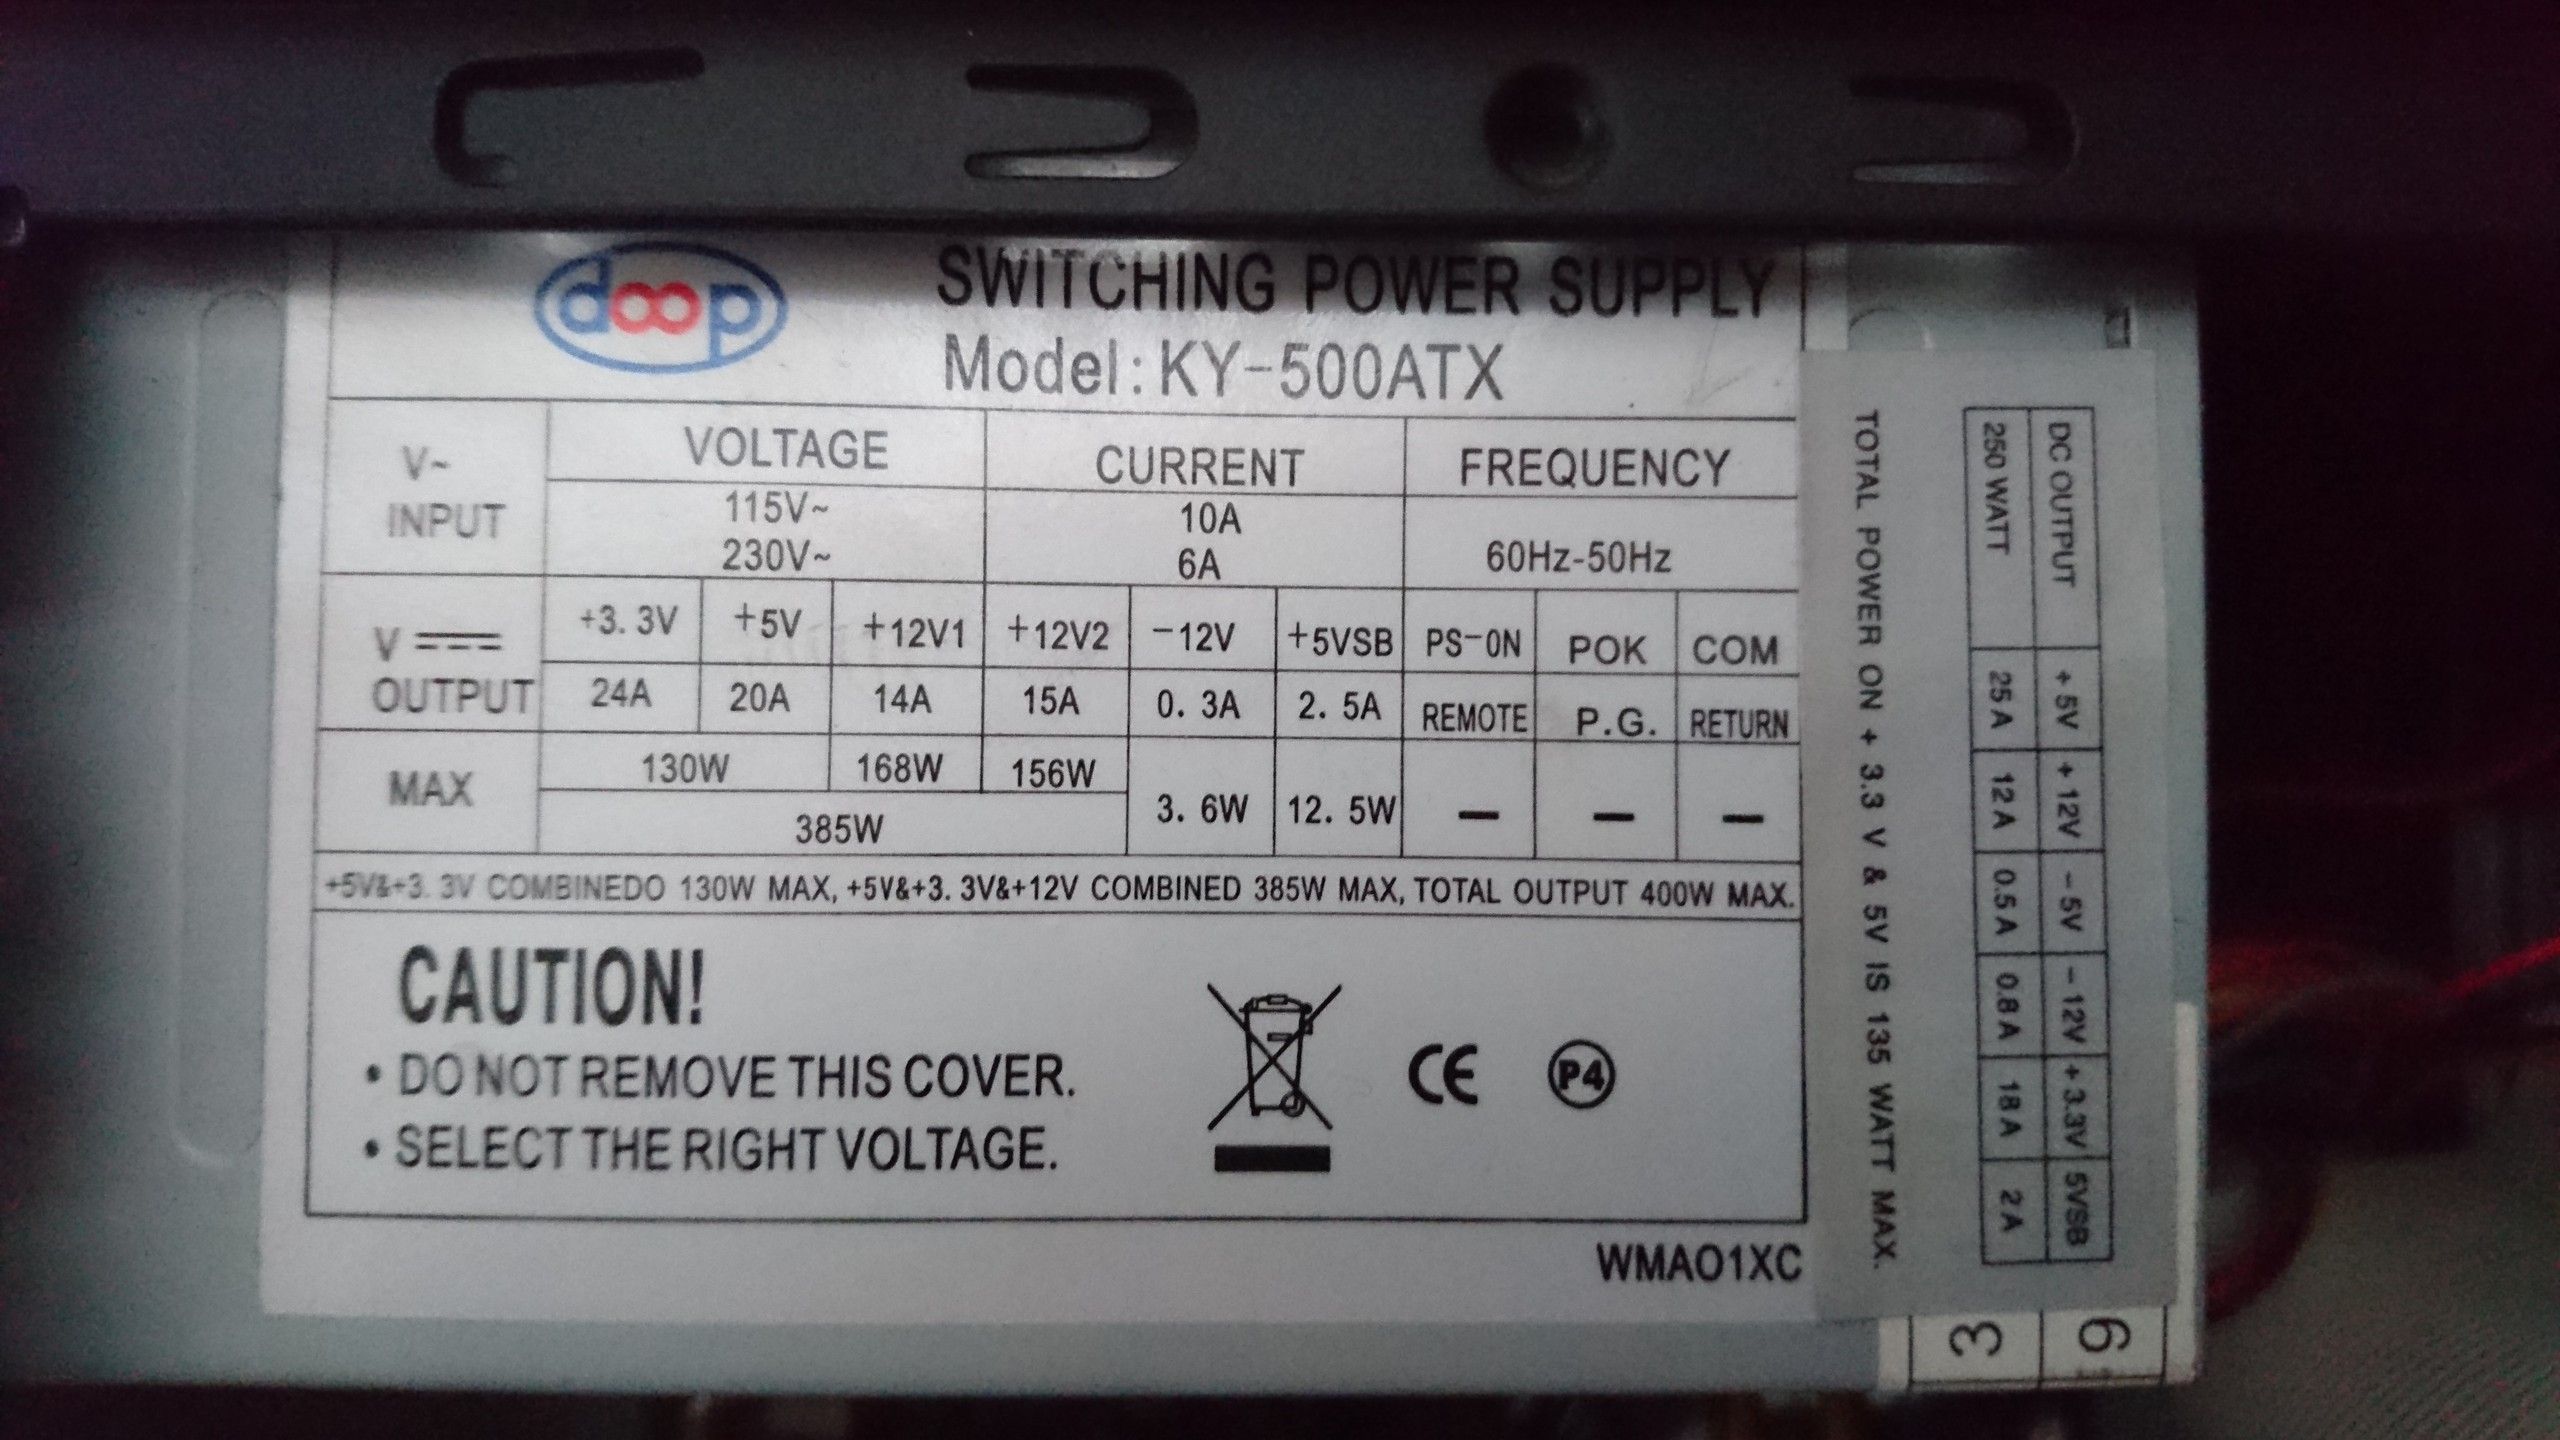 doop
SWITCHING POWER SUPPLY
Model: KY-500ATX
V~ INPUT
VOLTAGE CURRENT FREQUENCY
115V~ 10A
230V~ 6A
60Hz-50Hz
V OUTPUT
+3.3V +5V +12V1 +12V2 -12V +5VSB PS-ON POK COM
24A 20A 14A 15A 0.3A 2.5A REMOTE P.G. RETURN
MAX
130W 168W 156W
385W
3.6W 12.5W — — —
+5V&+3.3V COMBINEDO 130W MAX, +5V&+3.3V&+12V COMBINED 385W MAX, TOTAL OUTPUT 400W MAX.
CAUTION!
• DO NOT REMOVE THIS COVER.
• SELECT THE RIGHT VOLTAGE.
CE
P4
WMAO1XC
DC OUTPUT +5V +12V -5V -12V +3.3V 5VSB
250 WATT 25A 12A 0.5A 0.8A 18A 2A
TOTAL POWER ON +3.3 V & 5V IS 135 WATT MAX.
3 9